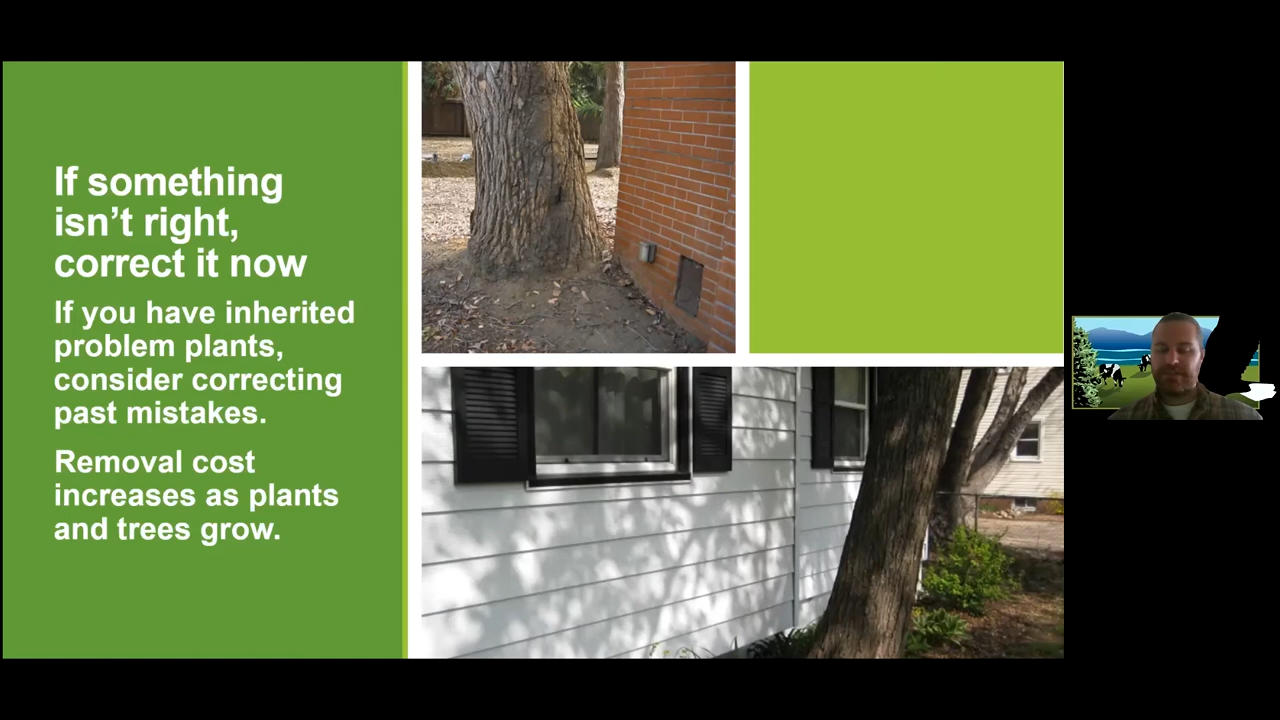 If something
isn't right,
correct it now
If you have inherited
problem plants,
consider correcting
past mistakes.
Removal cost
increases as plants
and trees grow.